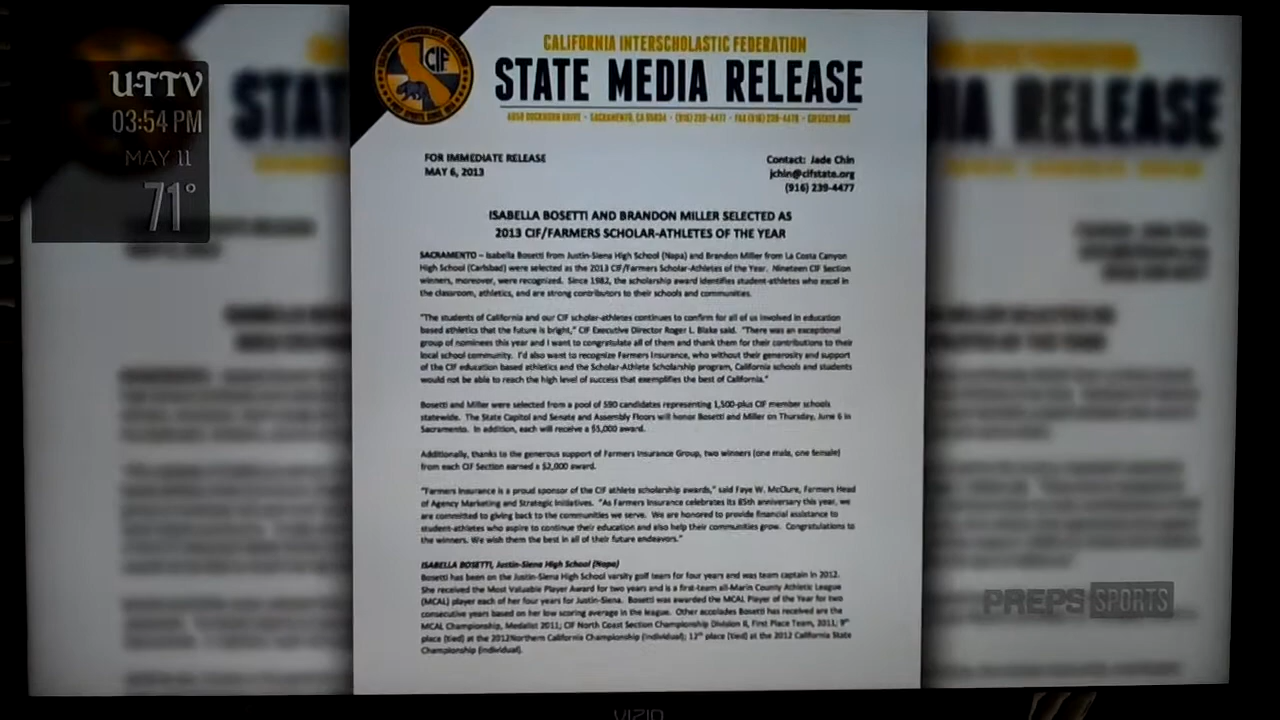 U-TTV
03:54 PM
MAY 11
71°
CIF
CALIFORNIA INTERSCHOLASTIC FEDERATION
STATE MEDIA RELEASE
4658 DUCKHORN DRIVE • SACRAMENTO, CA 95834 • (916) 239-4477 • FAX (916) 239-4478 • CIFSTATE.ORG
FOR IMMEDIATE RELEASE
MAY 6, 2013
Contact: Jade Chin
jchin@cifstate.org
(916) 239-4477
ISABELLA BOSETTI AND BRANDON MILLER SELECTED AS
2013 CIF/FARMERS SCHOLAR-ATHLETES OF THE YEAR
SACRAMENTO – Isabella Bosetti from Justin-Siena High School (Napa) and Brandon Miller from La Costa Canyon
High School (Carlsbad) were selected as the 2013 CIF/Farmers Scholar-Athletes of the Year. Nineteen CIF Section
winners, moreover, were recognized. Since 1982, the scholarship award identifies student-athletes who excel in
the classroom, athletics, and are strong contributors to their schools and communities.
"The students of California and our CIF scholar-athletes continues to confirm for all of us involved in education
based athletics that the future is bright," CIF Executive Director Roger L. Blake said. "There was an exceptional
group of nominees this year and I want to congratulate all of them and thank them for their contributions to their
local school community. I'd also want to recognize Farmers Insurance, who without their generosity and support
of the CIF education based athletics and the Scholar-Athlete Scholarship program, California schools and students
would not be able to reach the high level of success that exemplifies the best of California."
Bosetti and Miller were selected from a pool of 590 candidates representing 1,500-plus CIF member schools
statewide. The State Capitol and Senate and Assembly Floors will honor Bosetti and Miller on Thursday, June 6 in
Sacramento. In addition, each will receive a $5,000 award.
Additionally, thanks to the generous support of Farmers Insurance Group, two winners (one male, one female)
from each CIF Section earned a $2,000 award.
"Farmers Insurance is a proud sponsor of the CIF athlete scholarship awards," said Faye W. McClure, Farmers Head
of Agency Marketing and Strategic Initiatives. "As Farmers Insurance celebrates its 85th anniversary this year, we
are committed to giving back to the communities we serve. We are honored to provide financial assistance to
student-athletes who aspire to continue their education and also help their communities grow. Congratulations to
the winners. We wish them the best in all of their future endeavors."
ISABELLA BOSETTI, Justin-Siena High School (Napa)
Bosetti has been on the Justin-Siena High School varsity golf team for four years and was team captain in 2012.
She received the Most Valuable Player Award for two years and is a first-team all-Marin County Athletic League
(MCAL) player each of her four years for Justin-Siena. Bosetti was awarded the MCAL Player of the Year for two
consecutive years based on her low scoring average in the league. Other accolades Bosetti has received are the
MCAL Championship, Medalist 2011; CIF North Coast Section Championship Division II, First Place Team, 2011; 9th
place (tied) at the 2012Northern California Championship (individual); 12th place (tied) at the 2012 California State
Championship (individual).
PREPS SPORTS
VIZIO